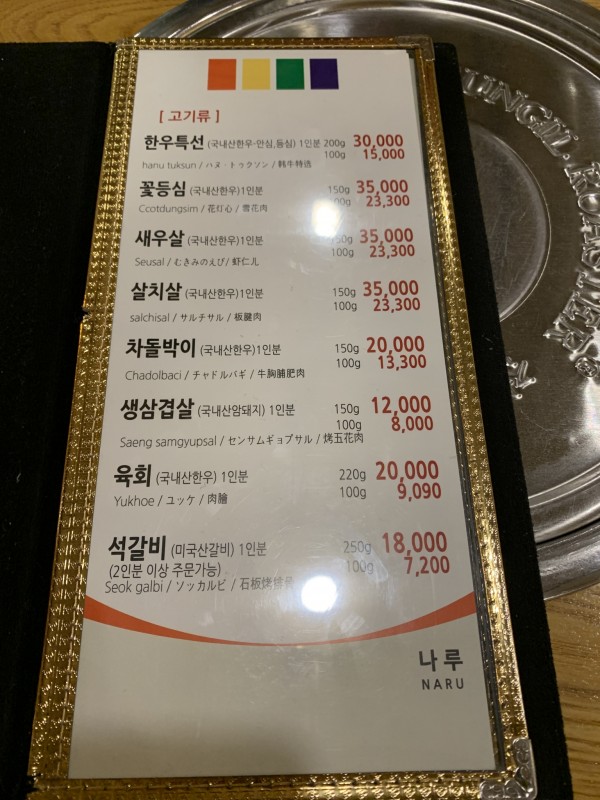 [ 고기류 ]
한우특선 (국내산한우-안심,등심) 1인분 200g 30,000
100g 15,000
hanu tuksun / ハヌ・トゥクソン / 韩牛特选
꽃등심 (국내산한우)1인분 150g 35,000
100g 23,300
Ccotdungsim / 花灯心 / 雪花肉
새우살 (국내산한우)1인분 150g 35,000
100g 23,300
Seusal / むきみのえび/ 虾仁儿
살치살 (국내산한우)1인분 150g 35,000
100g 23,300
salchisal / サルチサル / 板腱肉
차돌박이 (국내산한우)1인분 150g 20,000
100g 13,300
Chadolbaci / チャドルバギ / 牛胸脯肥肉
생삼겹살 (국내산암돼지) 1인분 150g 12,000
100g 8,000
Saeng samgyupsal / センサムギョプサル / 烤五花肉
육회 (국내산한우) 1인분 220g 20,000
100g 9,090
Yukhoe / ユッケ / 肉膾
석갈비 (미국산갈비) 1인분 250g 18,000
(2인분 이상 주문가능) 100g 7,200
Seok galbi / ソッカルビ / 石板烤排骨
나루
NARU
ROASTER